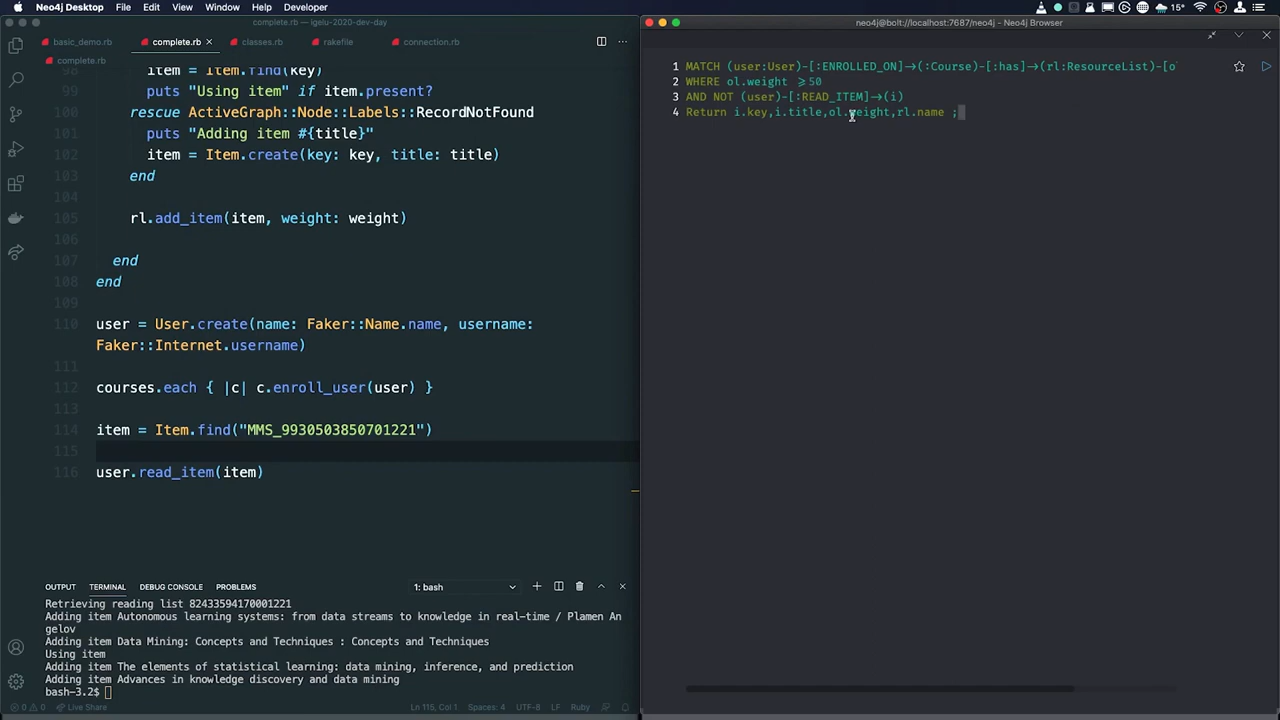 Neo4j Desktop File Edit View Window Help Developer
15°
complete.rb — igelu-2020-dev-day
basic_demo.rb complete.rb classes.rb rakefile connection.rb
complete.rb
98 item = Item.find(key)
99 puts "Using item" if item.present?
100 rescue ActiveGraph::Node::Labels::RecordNotFound
101 puts "Adding item #{title}"
102 item = Item.create(key: key, title: title)
103 end
104
105 rl.add_item(item, weight: weight)
106
107 end
108 end
109
110 user = User.create(name: Faker::Name.name, username:
Faker::Internet.username)
111
112 courses.each { |c| c.enroll_user(user) }
113
114 item = Item.find("MMS_9930503850701221")
115
116 user.read_item(item)
OUTPUT TERMINAL DEBUG CONSOLE PROBLEMS 1: bash
Retrieving reading list 82433594170001221
Adding item Autonomous learning systems: from data streams to knowledge in real-time / Plamen An
gelov
Adding item Data Mining: Concepts and Techniques : Concepts and Techniques
Using item
Adding item The elements of statistical learning: data mining, inference, and prediction
Adding item Advances in knowledge discovery and data mining
bash-3.2$
0 0 Live Share Ln 115, Col 1 Spaces: 4 UTF-8 LF Ruby
neo4j@bolt://localhost:7687/neo4j - Neo4j Browser
1 MATCH (user:User)-[:ENROLLED_ON]→(:Course)-[:has]→(rl:ResourceList)-[o
2 WHERE ol.weight ≥50
3 AND NOT (user)-[:READ_ITEM]→(i)
4 Return i.key,i.title,ol.weight,rl.name ;